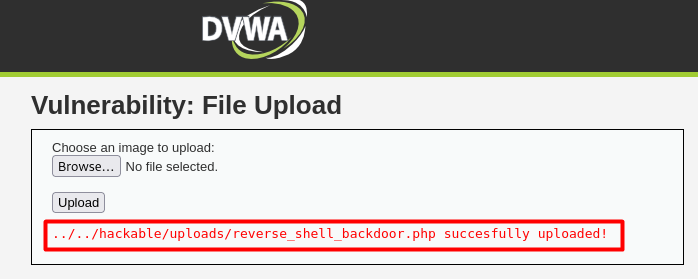 DVWA
Vulnerability: File Upload
Choose an image to upload:
Browse... No file selected.
Upload
../../hackable/uploads/reverse_shell_backdoor.php succesfully uploaded!